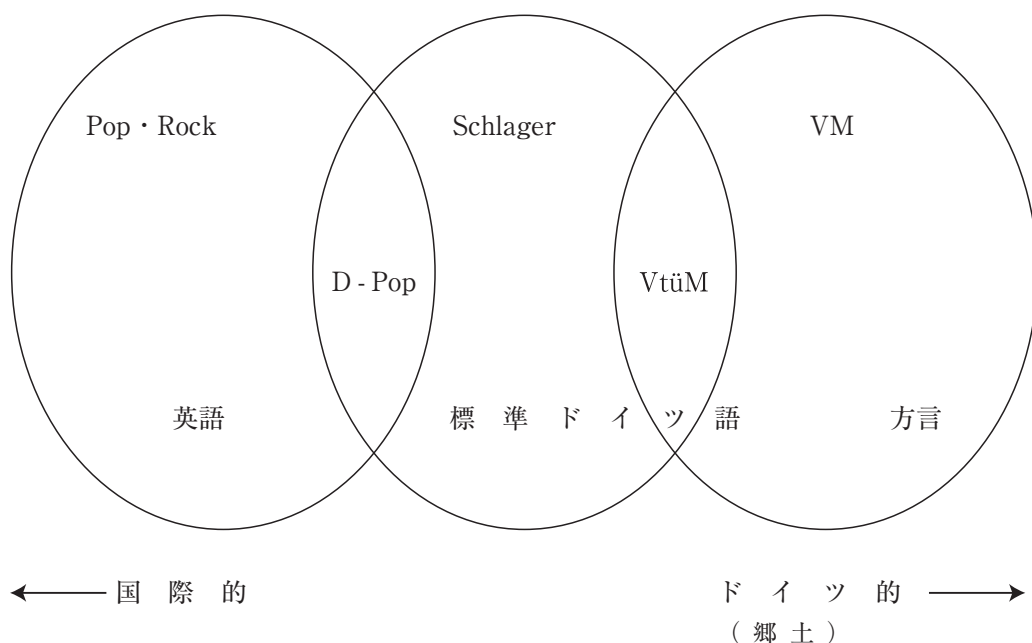 Pop・Rock Schlager VM
D - Pop VtüM
英語 標準ドイツ語 方言
国際的 ドイツ的
（郷土）